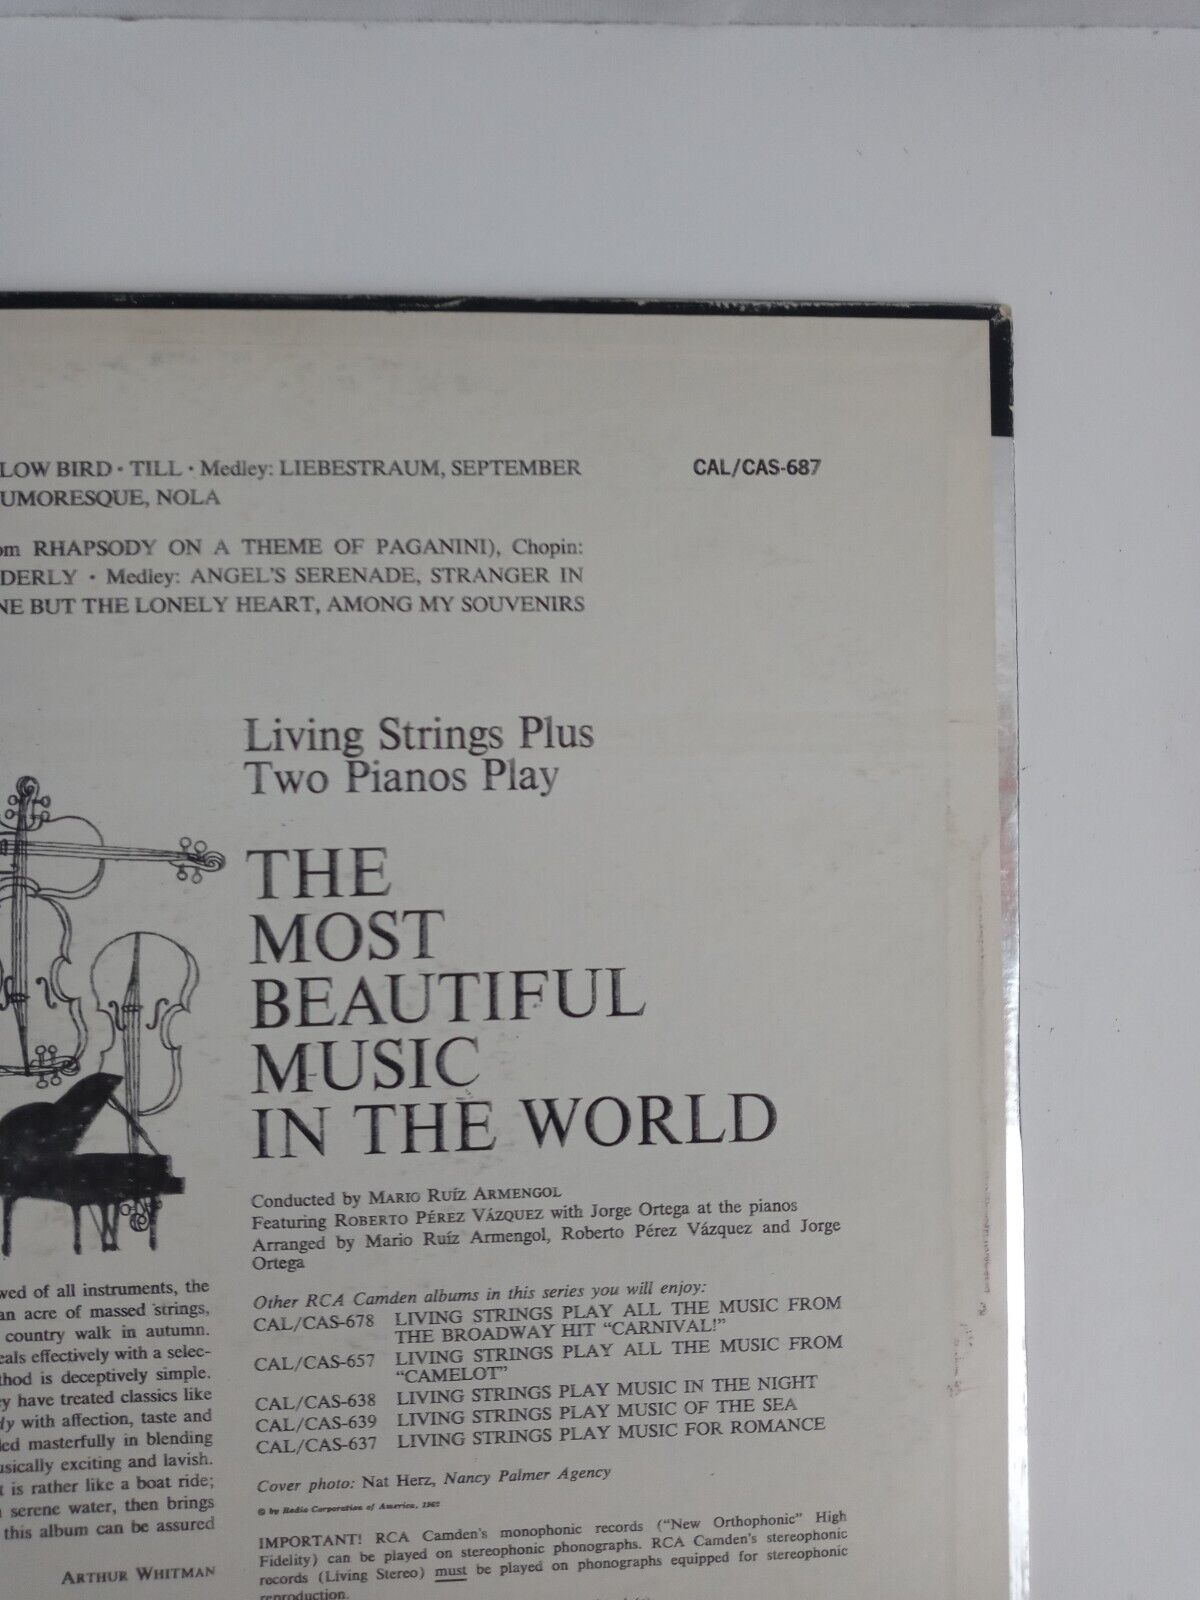 LOW BIRD • TILL • Medley: LIEBESTRAUM, SEPTEMBER
CAL/CAS-687
UMORESQUE, NOLA
om RHAPSODY ON A THEME OF PAGANINI), Chopin:
DERLY • Medley: ANGEL'S SERENADE, STRANGER IN
NE BUT THE LONELY HEART, AMONG MY SOUVENIRS
Living Strings Plus
Two Pianos Play
THE
MOST
BEAUTIFUL
MUSIC
IN THE WORLD
Conducted by MARIO RUÍZ ARMENGOL
Featuring ROBERTO PÉREZ VÁZQUEZ with Jorge Ortega at the pianos
Arranged by Mario Ruíz Armengol, Roberto Pérez Vázquez and Jorge
Ortega
Other RCA Camden albums in this series you will enjoy:
CAL/CAS-678 LIVING STRINGS PLAY ALL THE MUSIC FROM
THE BROADWAY HIT "CARNIVAL!"
CAL/CAS-657 LIVING STRINGS PLAY ALL THE MUSIC FROM
"CAMELOT"
CAL/CAS-638 LIVING STRINGS PLAY MUSIC IN THE NIGHT
CAL/CAS-639 LIVING STRINGS PLAY MUSIC OF THE SEA
CAL/CAS-637 LIVING STRINGS PLAY MUSIC FOR ROMANCE
Cover photo: Nat Herz, Nancy Palmer Agency
© by Radio Corporation of America, 1962
IMPORTANT! RCA Camden's monophonic records ("New Orthophonic" High
Fidelity) can be played on stereophonic phonographs. RCA Camden's stereophonic
records (Living Stereo) must be played on phonographs equipped for stereophonic
reproduction.
wed of all instruments, the
an acre of massed strings,
country walk in autumn.
eals effectively with a selec-
thod is deceptively simple.
ey have treated classics like
dy with affection, taste and
led masterfully in blending
usically exciting and lavish.
t is rather like a boat ride;
serene water, then brings
this album can be assured
ARTHUR WHITMAN